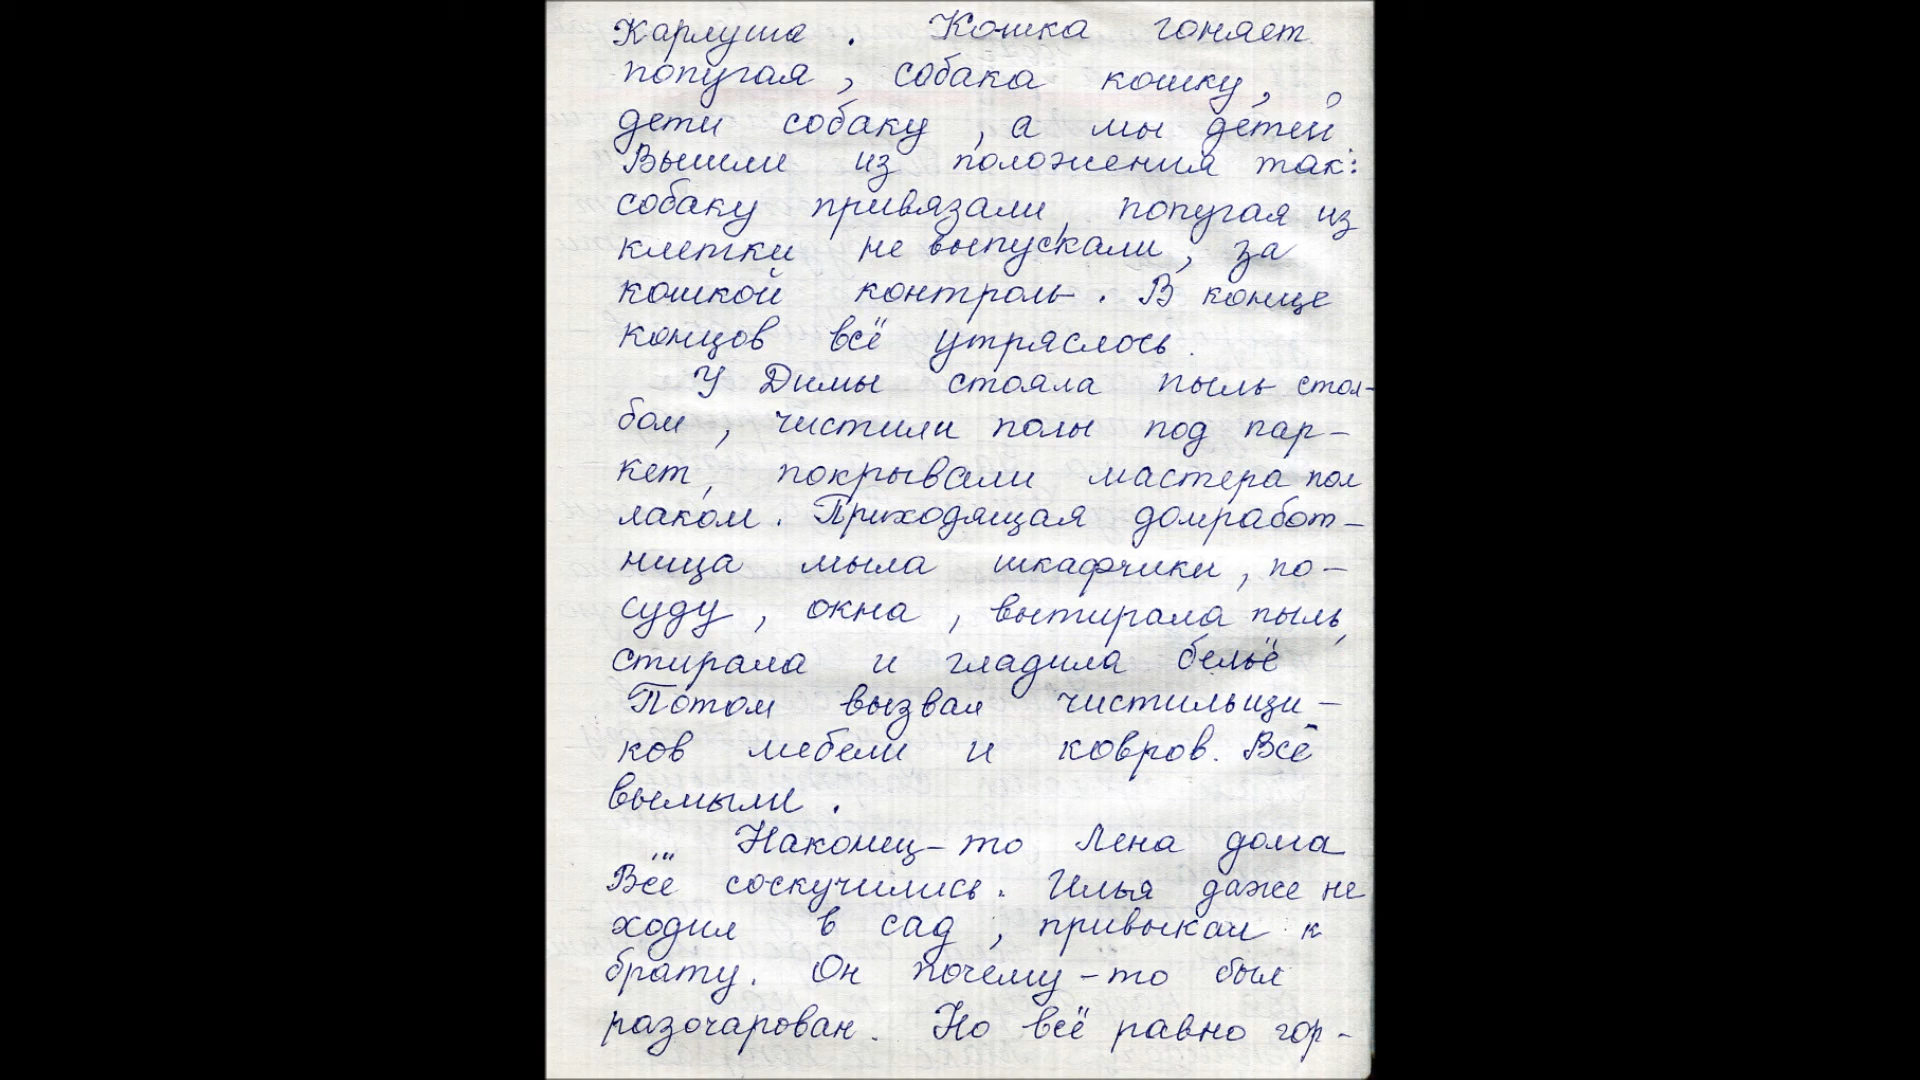 Карлуша. Кошка гоняет
попугая, собака кошку,
дети собаку, а мы детей
Вышли из положения так:
собаку привязали, попугая из
клетки не выпускали, за
кошкой контроль. В конце
концов всё утряслось.
У Димы стояла пыль стол-
бом, чистили полы под пар-
кет, покрывали мастера пол
лаком. Приходящая домработ-
ница мыла шкафчики, по-
суду, окна, вытирала пыль,
стирала и гладила бельё
Потом вызвал чистильщи-
ков мебели и ковров. Всё
вымыли.
Наконец-то Лена дома
Все соскучились. Илья даже не
ходил в сад, привыкал к
брату. Он почему-то был
разочарован. Но всё равно гор-